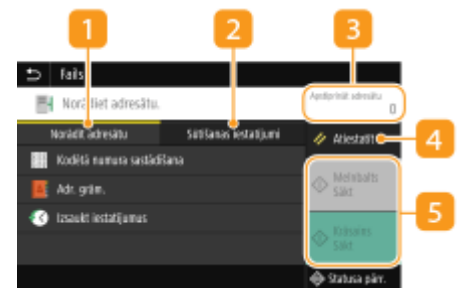 1
2
3
Fails
Norādiet adresātu.
Apstiprināt adresātu
0
Norādīt adresātu
Sūtīšanas iestatījumi
Atiestatīt
4
Kodētā numura sastādīšana
Adr. grām.
Izsaukt iestatījumus
Melnbalts
Sākt
5
Krāsains
Sākt
Statusa pārr.